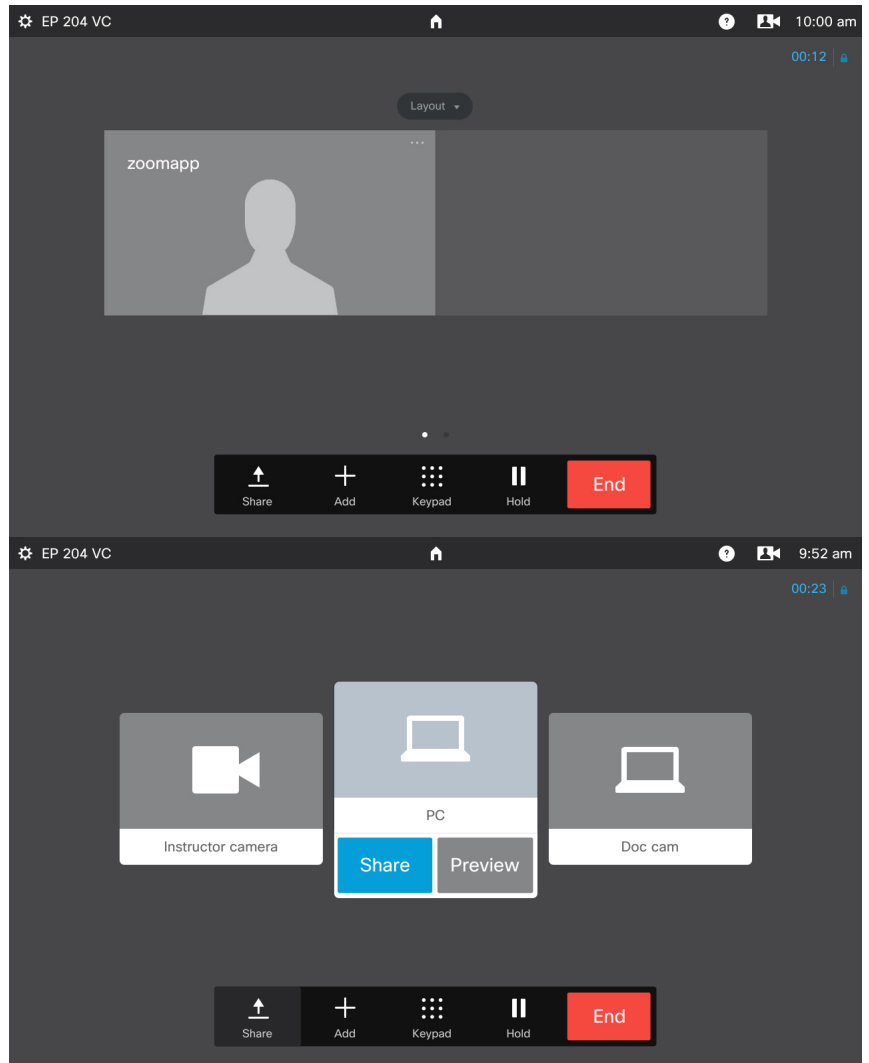 EP 204 VC ? 10:00 am
00:12
Layout
zoomapp
Share Add Keypad Hold End
EP 204 VC ? 9:52 am
00:23
PC
Instructor camera Doc cam
Share Preview
Share Add Keypad Hold End